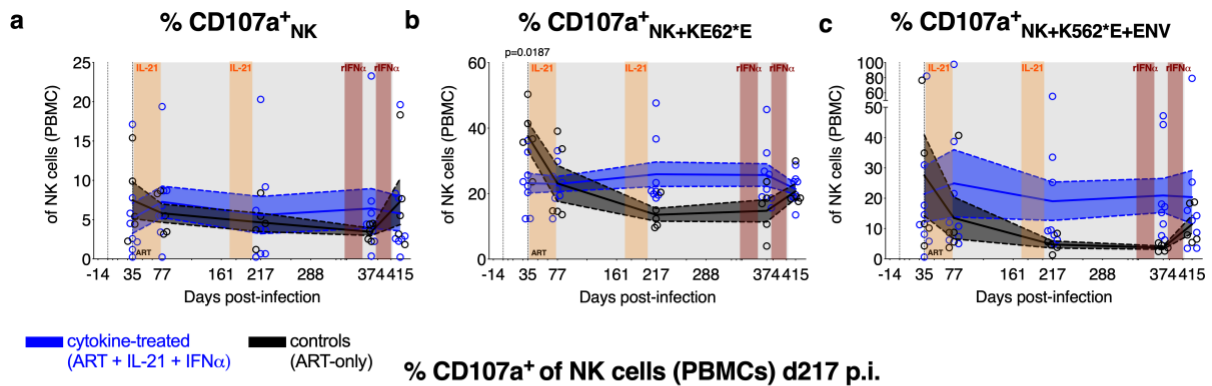 a
% CD107a⁺NK
of NK cells (PBMC)
25
20
15
10
5
0
IL-21
IL-21
rIFNα
rIFNα
ART
-14
35
77
161
217
288
374
415
Days post-infection
b
% CD107a⁺NK+KE62*E
p=0.0187
of NK cells (PBMC)
60
40
20
0
IL-21
IL-21
rIFNα
rIFNα
ART
-14
35
77
161
217
288
374
415
Days post-infection
c
% CD107a⁺NK+K562*E+ENV
of NK cells (PBMC)
100
80
60
50
40
30
20
10
0
IL-21
IL-21
rIFNα
rIFNα
ART
-14
35
77
161
217
288
374
415
Days post-infection
cytokine-treated
(ART + IL-21 + IFNα)
controls
(ART-only)
% CD107a⁺ of NK cells (PBMCs) d217 p.i.